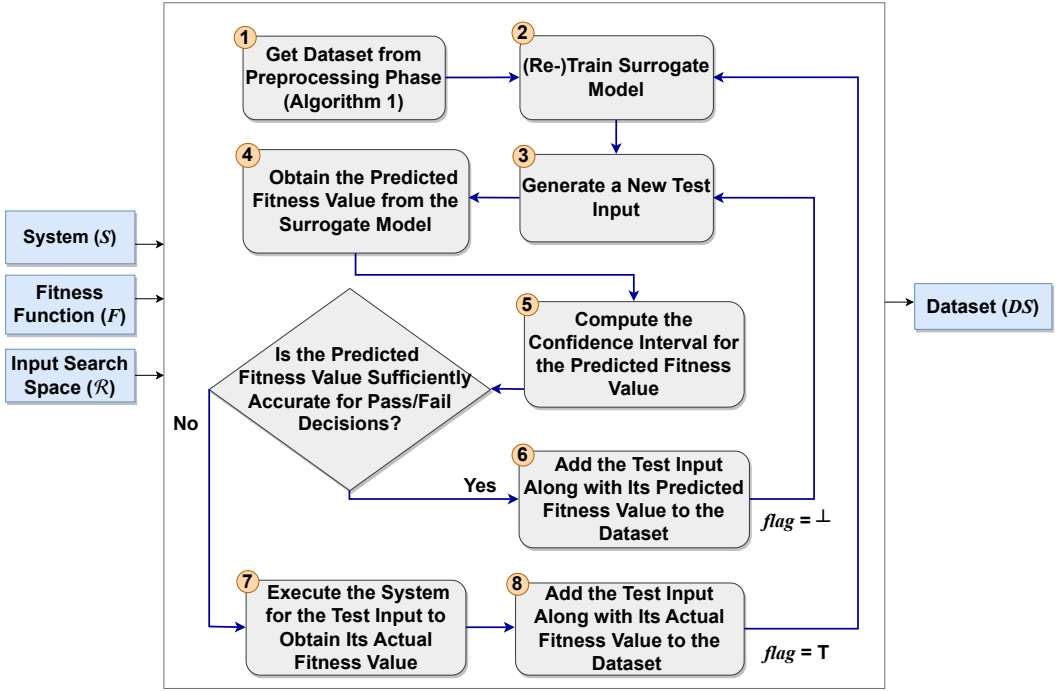 System (S)
Fitness
Function (F)
Input Search
Space (ℛ)
1
Get Dataset from
Preprocessing Phase
(Algorithm 1)
2
(Re-)Train Surrogate
Model
3
Generate a New Test
Input
4
Obtain the Predicted
Fitness Value from the
Surrogate Model
5
Compute the
Confidence Interval for
the Predicted Fitness
Value
Is the Predicted
Fitness Value Sufficiently
Accurate for Pass/Fail
Decisions?
No
Yes
6
Add the Test Input
Along with Its Predicted
Fitness Value to the
Dataset
flag = ⊥
7
Execute the System
for the Test Input to
Obtain Its Actual
Fitness Value
8
Add the Test Input
Along with Its Actual
Fitness Value to the
Dataset
flag = T
Dataset (DS)